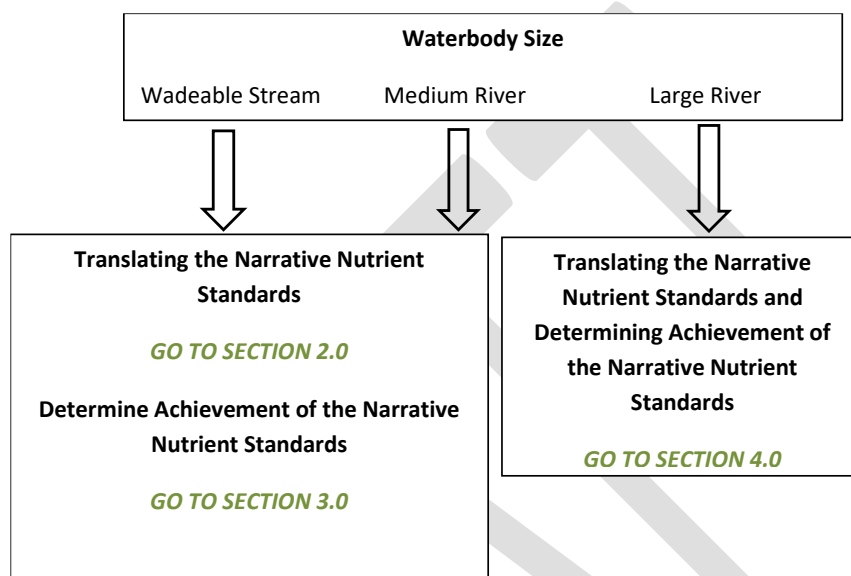 Waterbody Size
Wadeable Stream Medium River Large River
Translating the Narrative Nutrient
Standards
GO TO SECTION 2.0
Determine Achievement of the Narrative
Nutrient Standards
GO TO SECTION 3.0
Translating the Narrative
Nutrient Standards and
Determining Achievement of
the Narrative Nutrient
Standards
GO TO SECTION 4.0